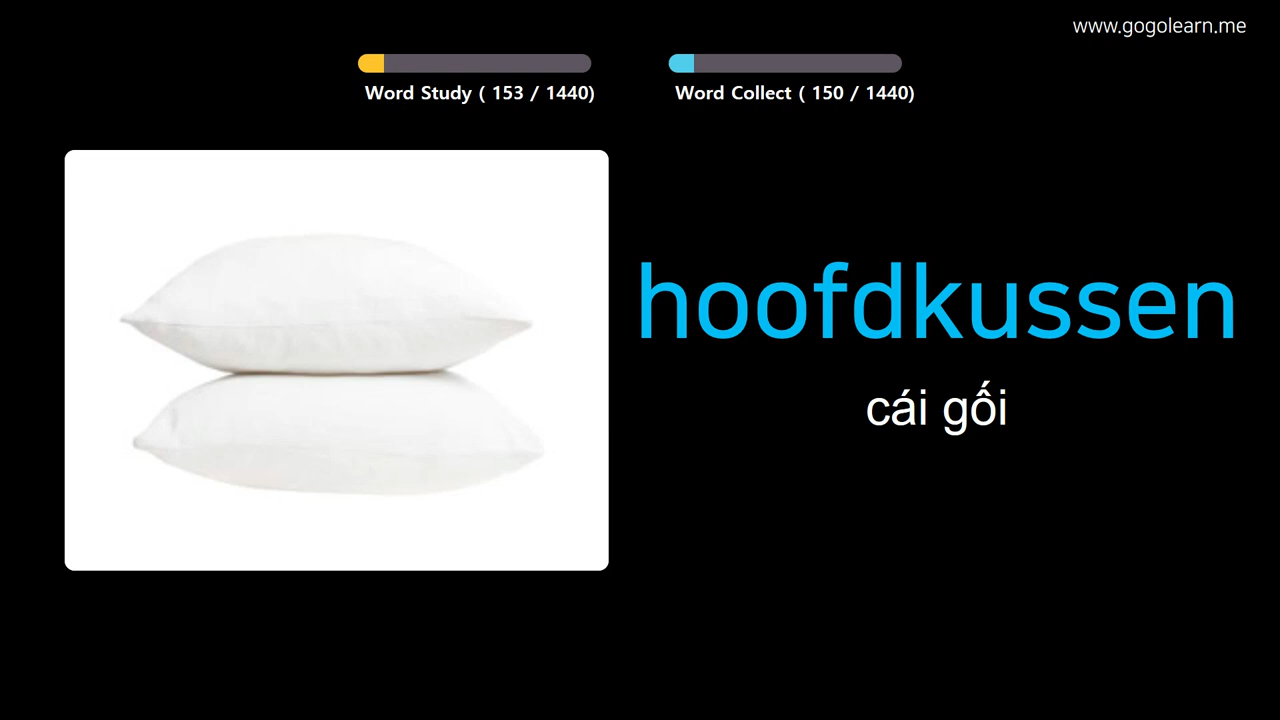 www.gogolearn.me
Word Study ( 153 / 1440)
Word Collect ( 150 / 1440)
hoofdkussen
cái gối